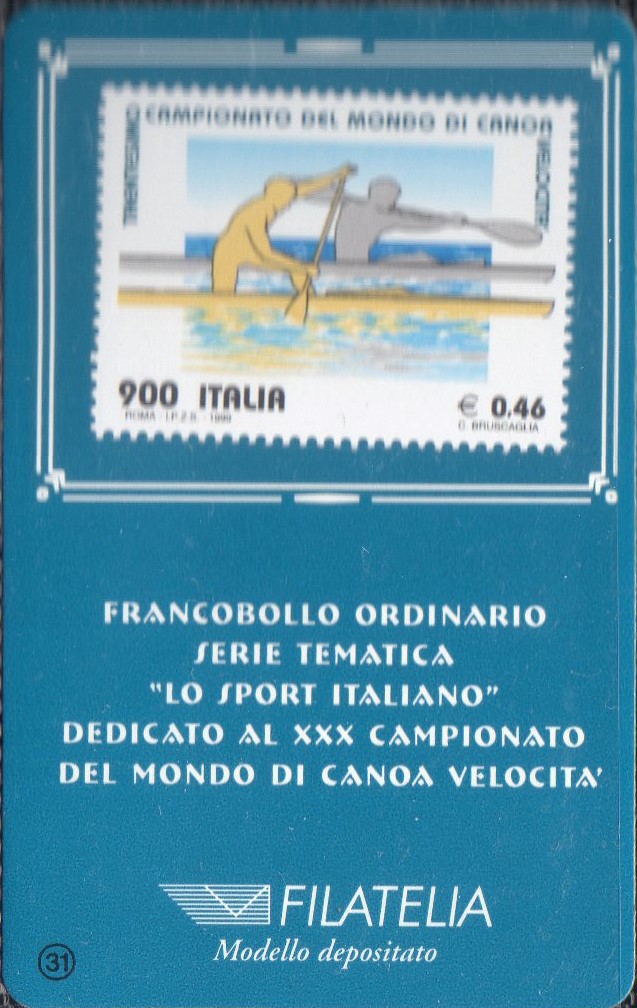 CAMPIONATO DEL MONDO DI CANOA
TRENTESIMO
VELOCITA'
900 ITALIA
€ 0,46
ROMA - I.P.Z.S. - 1999
C. BRUSCAGLIA
FRANCOBOLLO ORDINARIO
SERIE TEMATICA
"LO SPORT ITALIANO"
DEDICATO AL XXX CAMPIONATO
DEL MONDO DI CANOA VELOCITA'
FILATELIA
Modello depositato
31